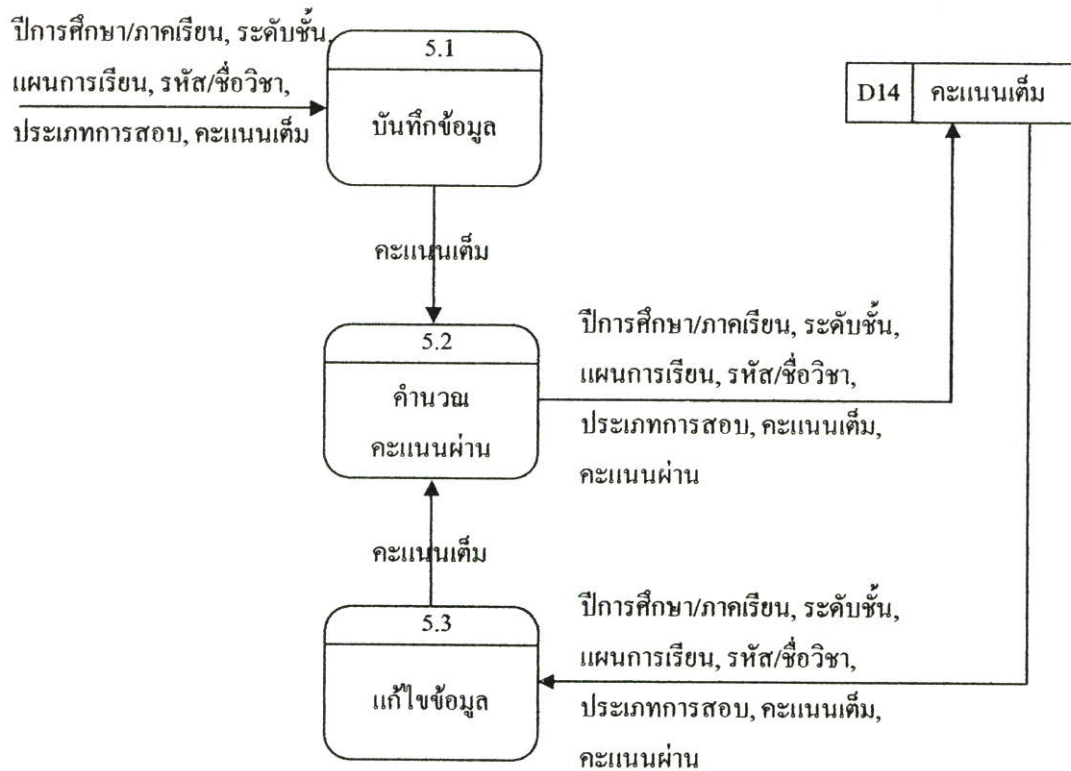 ปีการศึกษา/ภาคเรียน, ระดับชั้น,
แผนการเรียน, รหัส/ชื่อวิชา,
ประเภทการสอบ, คะแนนเต็ม
5.1
บันทึกข้อมูล
D14 คะแนนเต็ม
คะแนนเต็ม
5.2
คำนวณ
คะแนนผ่าน
ปีการศึกษา/ภาคเรียน, ระดับชั้น,
แผนการเรียน, รหัส/ชื่อวิชา,
ประเภทการสอบ, คะแนนเต็ม,
คะแนนผ่าน
คะแนนเต็ม
5.3
แก้ไขข้อมูล
ปีการศึกษา/ภาคเรียน, ระดับชั้น,
แผนการเรียน, รหัส/ชื่อวิชา,
ประเภทการสอบ, คะแนนเต็ม,
คะแนนผ่าน